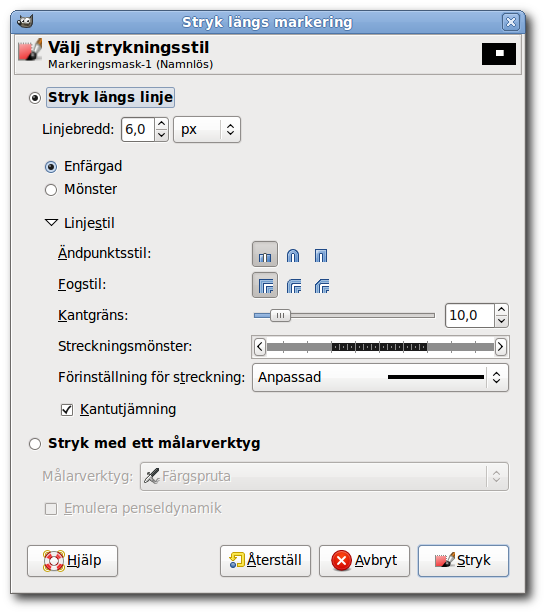 Stryk längs markering
Välj strykningsstil
Markeringsmask-1 (Namnlös)
Stryk längs linje
Linjebredd: 6,0 px
Enfärgad
Mönster
Linjestil
Ändpunktsstil:
Fogstil:
Kantgräns: 10,0
Streckningsmönster:
Förinställning för streckning: Anpassad
Kantutjämning
Stryk med ett målarverktyg
Målarverktyg: Färgspruta
Emulera penseldynamik
Hjälp Återställ Avbryt Stryk